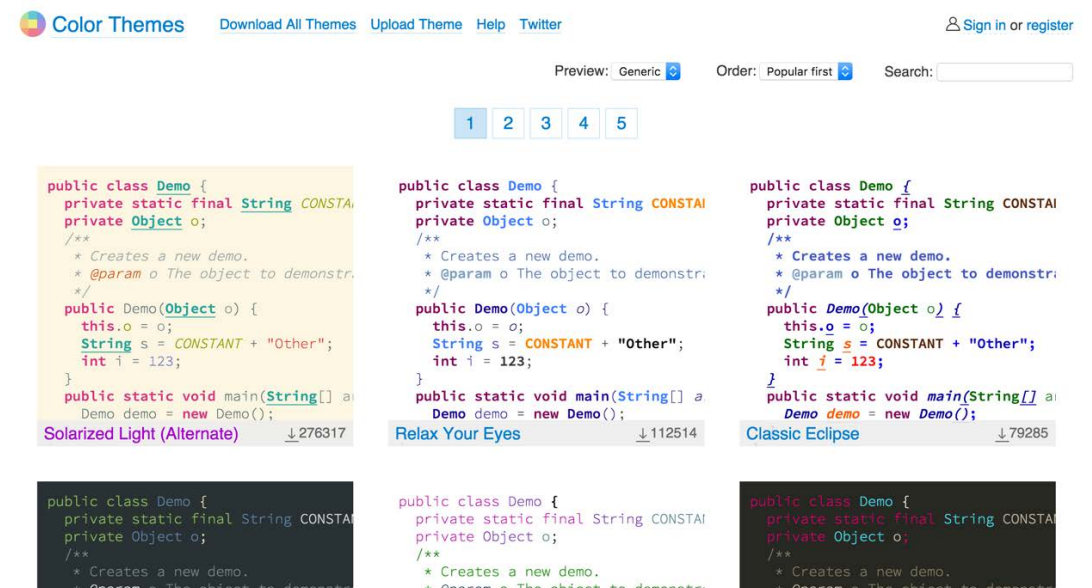 Color Themes Download All Themes Upload Theme Help Twitter Sign in or register
Preview: Generic Order: Popular first Search:
1 2 3 4 5
public class Demo {
private static final String CONSTA
private Object o;
/**
* Creates a new demo.
* @param o The object to demonstra
*/
public Demo(Object o) {
this.o = o;
String s = CONSTANT + "Other";
int i = 123;
}
public static void main(String[] a
Demo demo = new Demo();
Solarized Light (Alternate) 276317
public class Demo {
private static final String CONSTAN
private Object o;
/**
* Creates a new demo.
* @param o The object to demonstra
*/
public Demo(Object o) {
this.o = o;
String s = CONSTANT + "Other";
int i = 123;
}
public static void main(String[] a
Demo demo = new Demo();
Relax Your Eyes 112514
public class Demo {
private static final String CONSTAN
private Object o;
/**
* Creates a new demo.
* @param o The object to demonstra
*/
public Demo(Object o) {
this.o = o;
String s = CONSTANT + "Other";
int i = 123;
}
public static void main(String[] a
Demo demo = new Demo();
Classic Eclipse 79285
public class Demo {
private static final String CONSTAN
private Object o;
/**
* Creates a new demo.
public class Demo {
private static final String CONSTAN
private Object o;
/**
* Creates a new demo.
public class Demo {
private static final String CONSTAN
private Object o;
/**
* Creates a new demo.